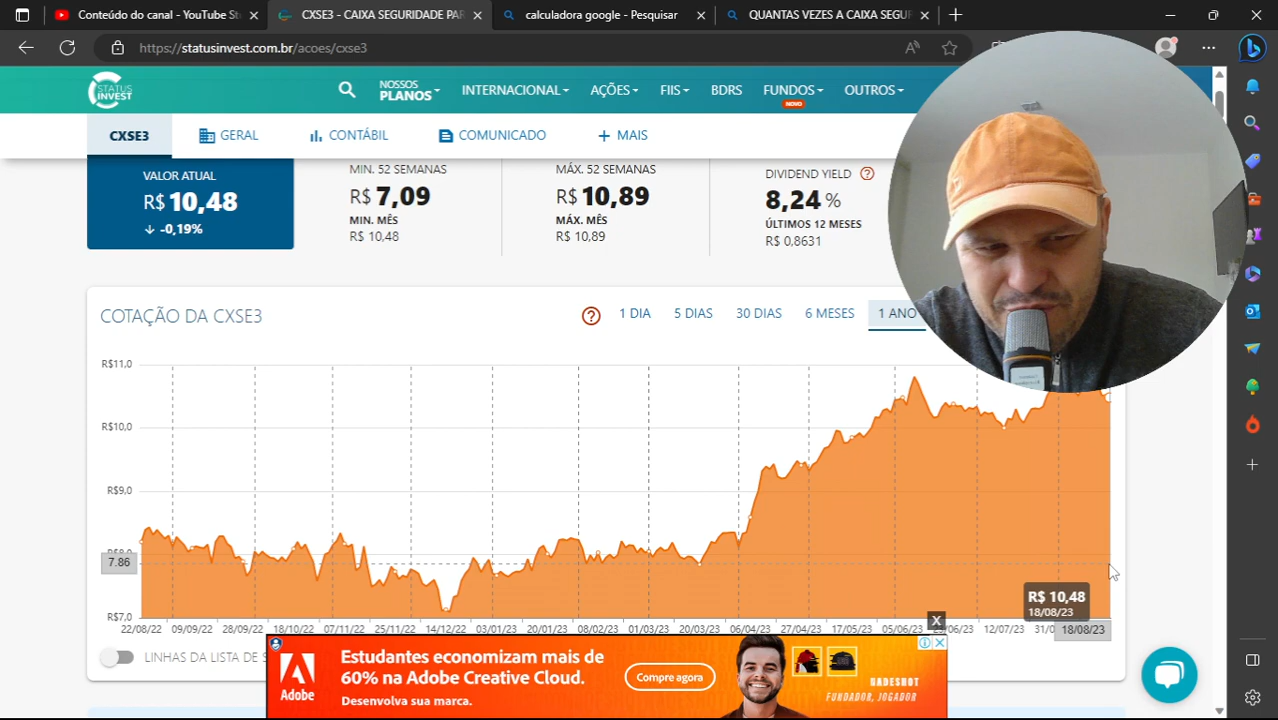 Conteúdo do canal - YouTube St
CXSE3 - CAIXA SEGURIDADE PAR
calculadora google - Pesquisar
QUANTAS VEZES A CAIXA SEGUR
https://statusinvest.com.br/acoes/cxse3
STATUS INVEST
NOSSOS PLANOS
INTERNACIONAL
AÇÕES
FIIS
BDRS
FUNDOS
NOVO
OUTROS
CXSE3
GERAL
CONTÁBIL
COMUNICADO
+ MAIS
VALOR ATUAL
R$ 10,48
-0,19%
MIN. 52 SEMANAS
R$ 7,09
MIN. MÊS
R$ 10,48
MÁX. 52 SEMANAS
R$ 10,89
MÁX. MÊS
R$ 10,89
DIVIDEND YIELD
8,24 %
ÚLTIMOS 12 MESES
R$ 0,8631
COTAÇÃO DA CXSE3
1 DIA
5 DIAS
30 DIAS
6 MESES
1 ANO
R$11,0
R$10,0
R$9,0
7.86
R$7,0
R$ 10,48
18/08/23
22/08/22 09/09/22 28/09/22 18/10/22 07/11/22 25/11/22 14/12/22 03/01/23 20/01/23 08/02/23 01/03/23 20/03/23 06/04/23 27/04/23 17/05/23 05/06/23 12/07/23 18/08/23
LINHAS DA LISTA DE
X
Adobe
Estudantes economizam mais de
60% na Adobe Creative Cloud.
Desenvolva sua marca.
Compre agora
GADESHOT
FUNDADOR, JOGADOR